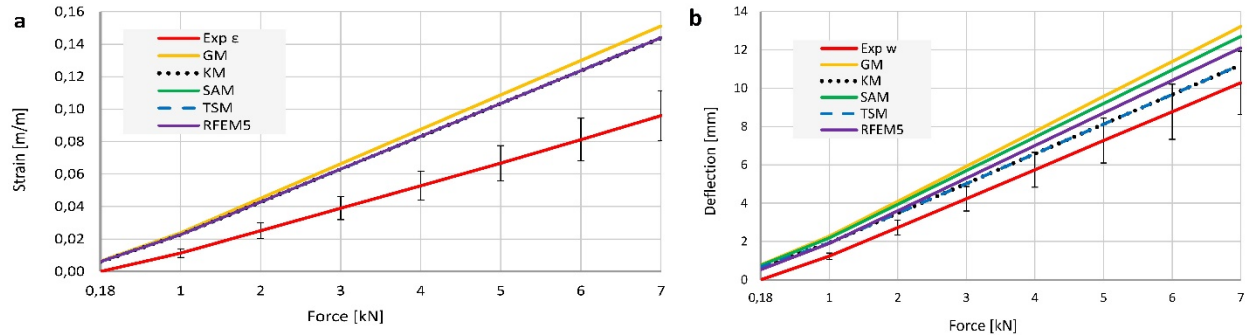 a
0,16
0,14
0,12
0,10
0,08
0,06
0,04
0,02
0,00
Strain [m/m]
Exp ε
GM
KM
SAM
TSM
RFEM5
0,18 1 2 3 4 5 6 7
Force [kN]
b
14
12
10
8
6
4
2
0
Deflection [mm]
Exp w
GM
KM
SAM
TSM
RFEM5
0,18 1 2 3 4 5 6 7
Force [kN]